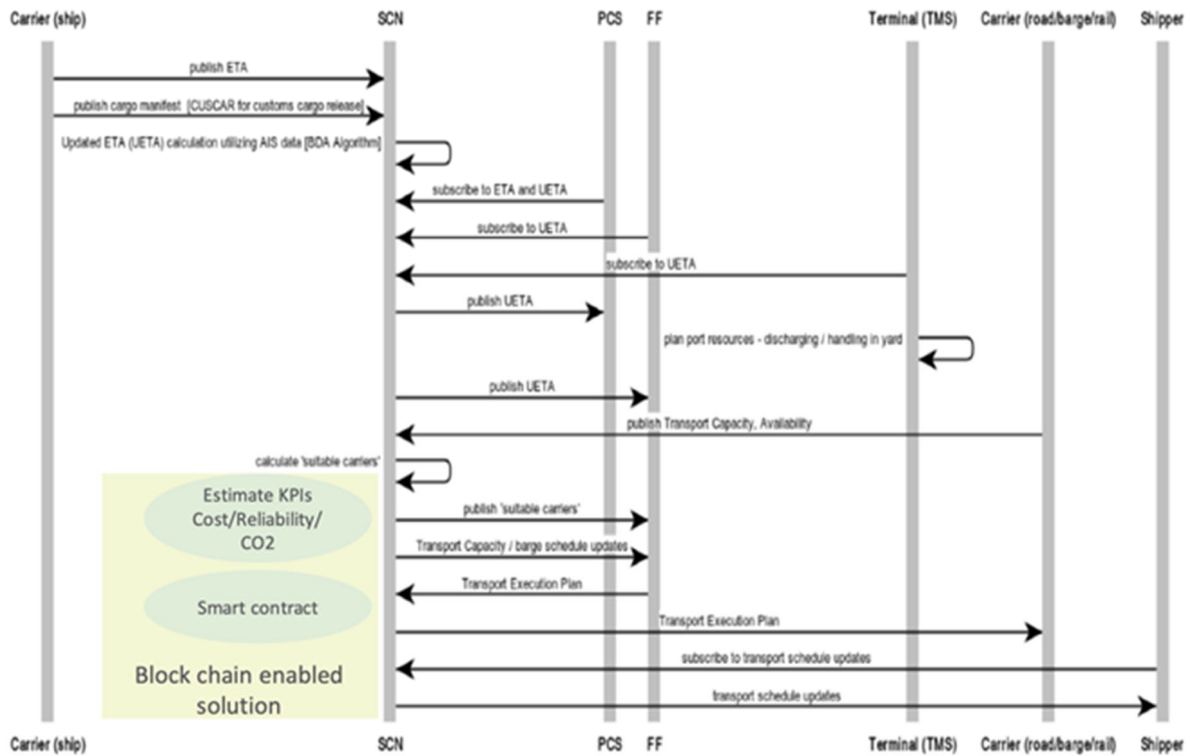 Carrier (ship) SCN PCS FF Terminal (TMS) Carrier (road/barge/rail) Shipper
publish ETA
publish cargo manifest [CUSCAR for customs cargo release]
Updated ETA (UETA) calculation utilizing AIS data [BDA Algorithm]
subscribe to ETA and UETA
subscribe to UETA
subscribe to UETA
publish UETA
plan port resources - discharging / handling in yard
publish UETA
publish Transport Capacity, Availability
calculate 'suitable carriers'
Estimate KPIs
Cost/Reliability/
CO2
publish 'suitable carriers'
Transport Capacity / barge schedule updates
Transport Execution Plan
Smart contract
Transport Execution Plan
subscribe to transport schedule updates
Block chain enabled
solution
transport schedule updates
Carrier (ship) SCN PCS FF Terminal (TMS) Carrier (road/barge/rail) Shipper